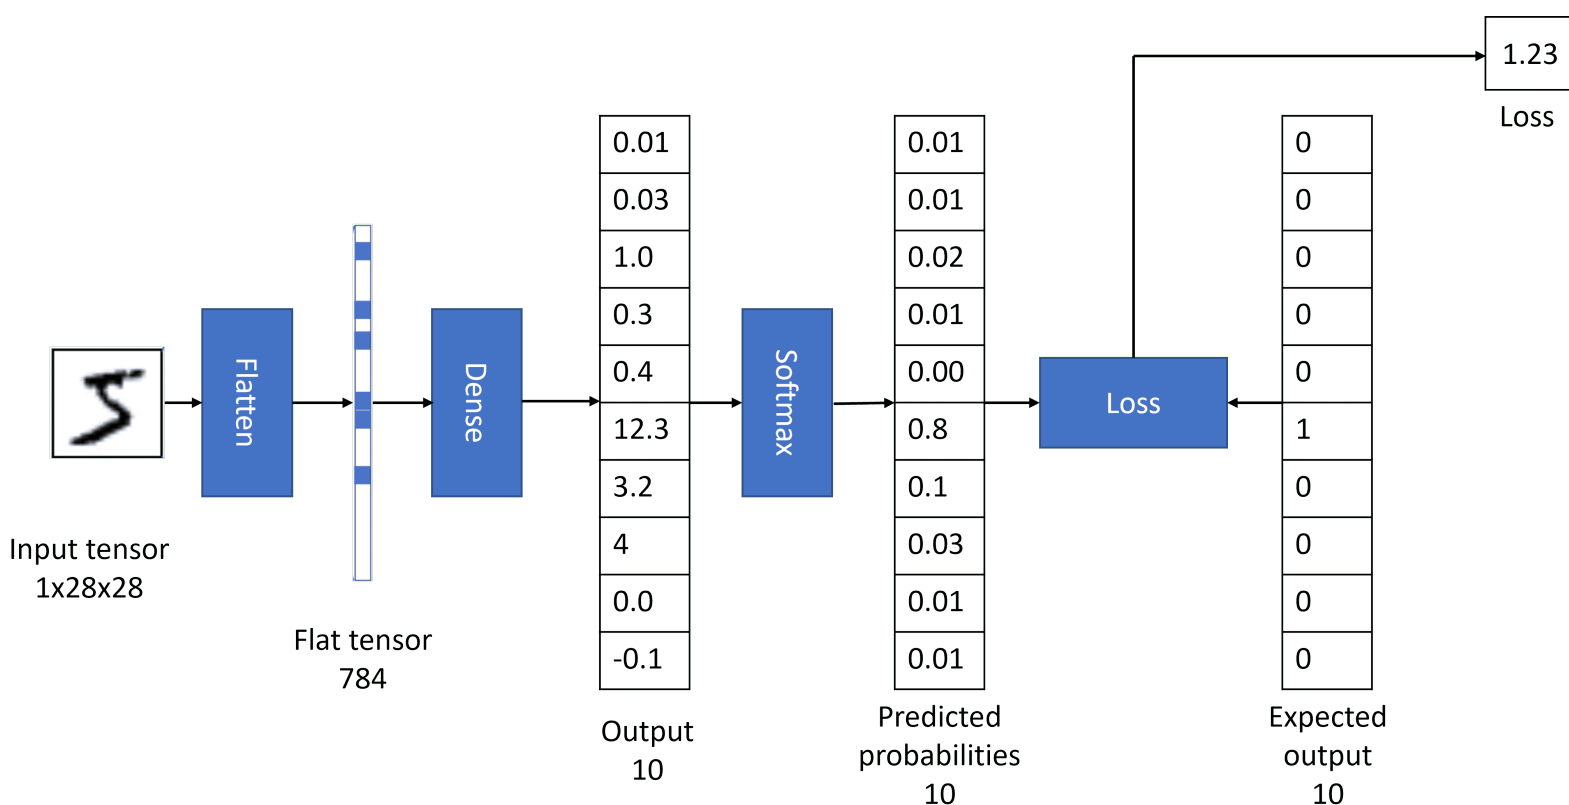 5
Input tensor
1x28x28
Flatten
Flat tensor
784
Dense
0.01
0.03
1.0
0.3
0.4
12.3
3.2
4
0.0
-0.1
Output
10
Softmax
0.01
0.01
0.02
0.01
0.00
0.8
0.1
0.03
0.01
0.01
Predicted
probabilities
10
Loss
0
0
0
0
0
1
0
0
0
0
Expected
output
10
1.23
Loss